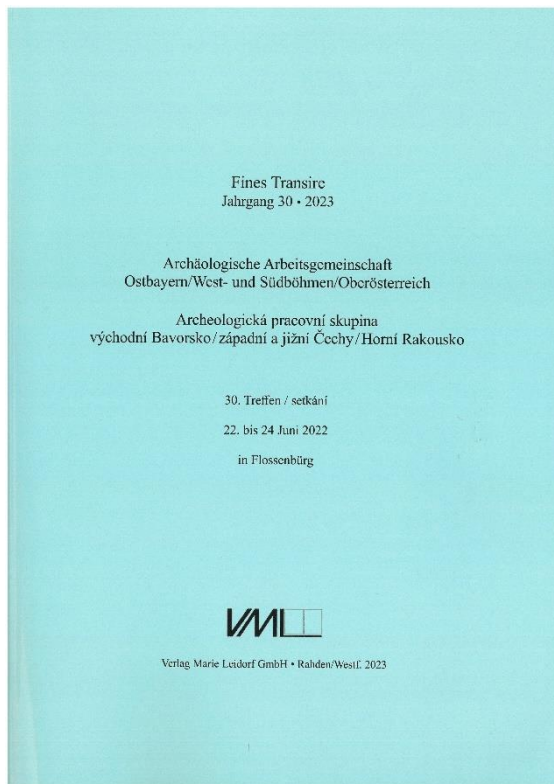 Fines Transire
Jahrgang 30 • 2023
Archäologische Arbeitsgemeinschaft
Ostbayern/West- und Südböhmen/Oberösterreich
Archeologická pracovní skupina
východní Bavorsko/západní a jižní Čechy/Horní Rakousko
30. Treffen / setkání
22. bis 24 Juni 2022
in Flossenbürg
VML
Verlag Marie Leidorf GmbH • Rahden/Westf. 2023